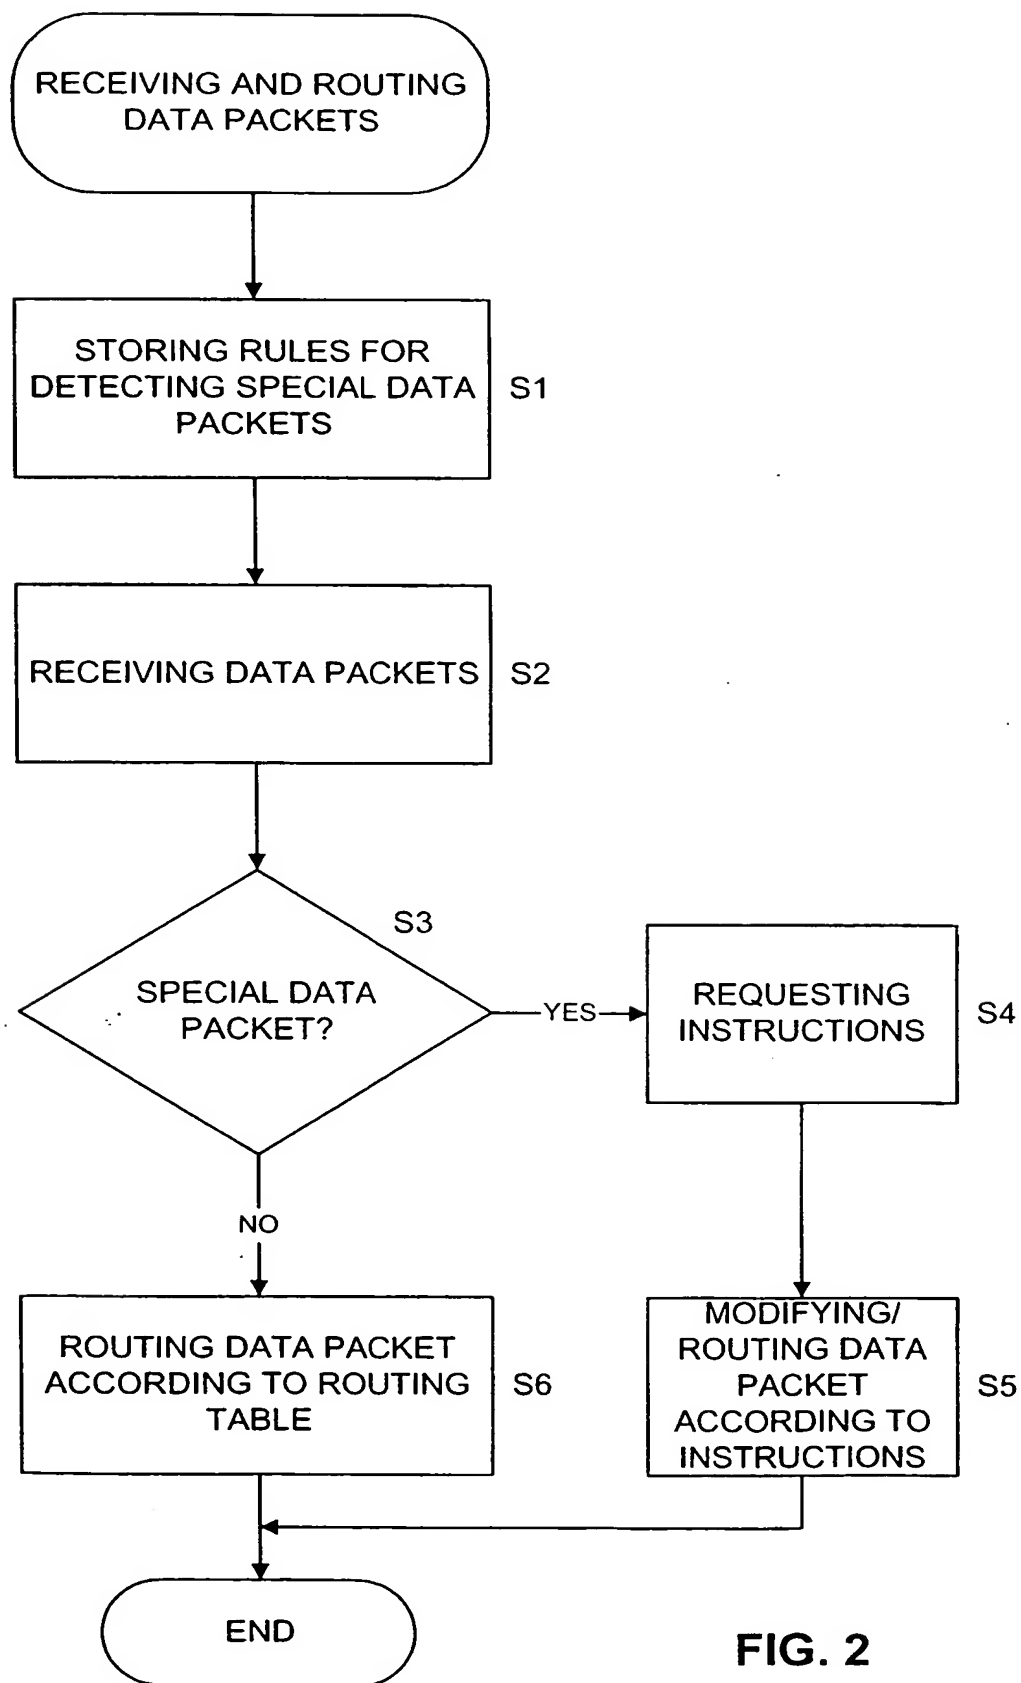 RECEIVING AND ROUTING
DATA PACKETS
STORING RULES FOR
DETECTING SPECIAL DATA
PACKETS
S1
RECEIVING DATA PACKETS
S2
S3
SPECIAL DATA
PACKET?
YES
REQUESTING
INSTRUCTIONS
S4
NO
ROUTING DATA PACKET
ACCORDING TO ROUTING
TABLE
S6
MODIFYING/
ROUTING DATA
PACKET
ACCORDING TO
INSTRUCTIONS
S5
END
FIG. 2